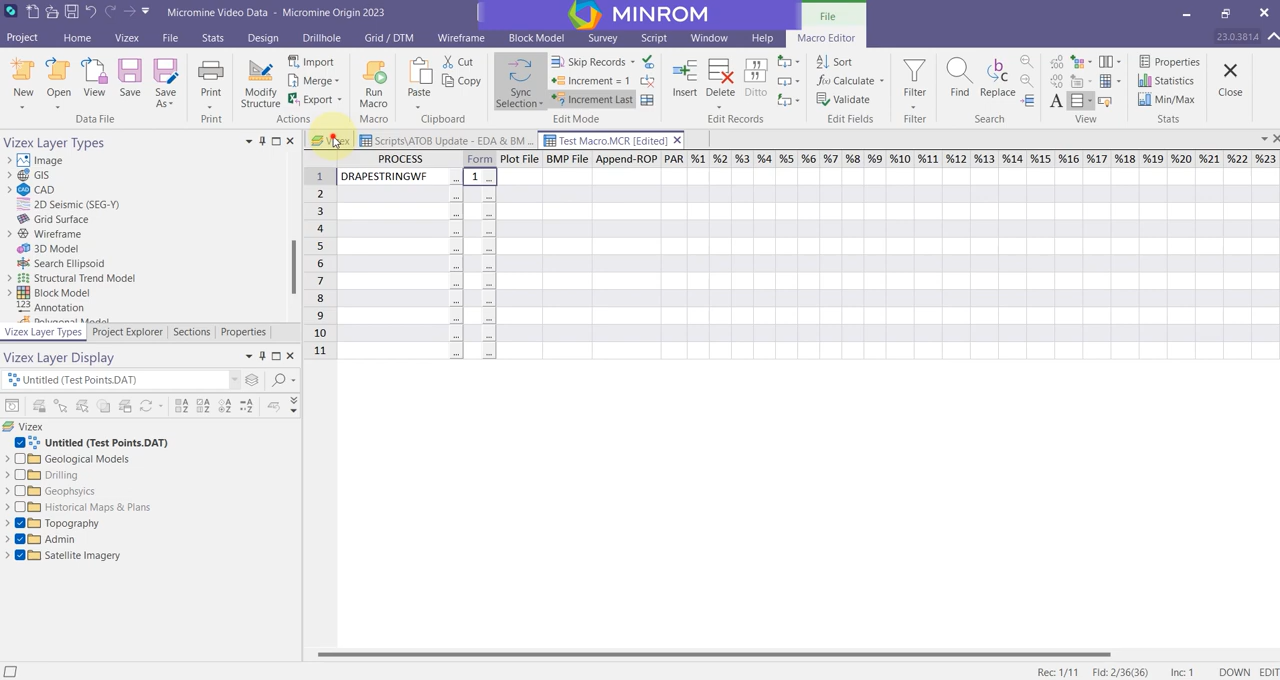 Micromine Video Data - Micromine Origin 2023
MINROM
File
Project Home Vizex File Stats Design Drillhole Grid / DTM Wireframe Block Model Survey Script Window Help Macro Editor
23.0.381.4
New Open View Save Save As
Print
Modify Structure
Import
Merge
Export
Run Macro
Paste
Cut
Copy
Sync Selection
Skip Records
Increment = 1
Increment Last
Insert Delete Ditto
Sort
Calculate
Validate
Filter
Find Replace
Properties
Statistics
Min/Max
Close
Data File Print Actions Macro Clipboard Edit Mode Edit Records Edit Fields Filter Search View Stats Close
Vizex Layer Types
Image
GIS
CAD
2D Seismic (SEG-Y)
Grid Surface
Wireframe
3D Model
Search Ellipsoid
Structural Trend Model
Block Model
Annotation
Polygonal Model
Vizex Layer Types Project Explorer Sections Properties
Vizex Layer Display
Untitled (Test Points.DAT)
Vizex
Untitled (Test Points.DAT)
Geological Models
Drilling
Geophsyics
Historical Maps & Plans
Topography
Admin
Satellite Imagery
Vizex Scripts\ATOB Update - EDA & BM ... Test Macro.MCR [Edited]
PROCESS Form Plot File BMP File Append-ROP PAR %1 %2 %3 %4 %5 %6 %7 %8 %9 %10 %11 %12 %13 %14 %15 %16 %17 %18 %19 %20 %21 %22 %23
1 DRAPESTRINGWF ... 1 ...
2 ... ...
3 ... ...
4 ... ...
5 ... ...
6 ... ...
7 ... ...
8 ... ...
9 ... ...
10 ... ...
11 ... ...
Rec: 1/11 Fld: 2/36(36) Inc: 1 DOWN EDIT